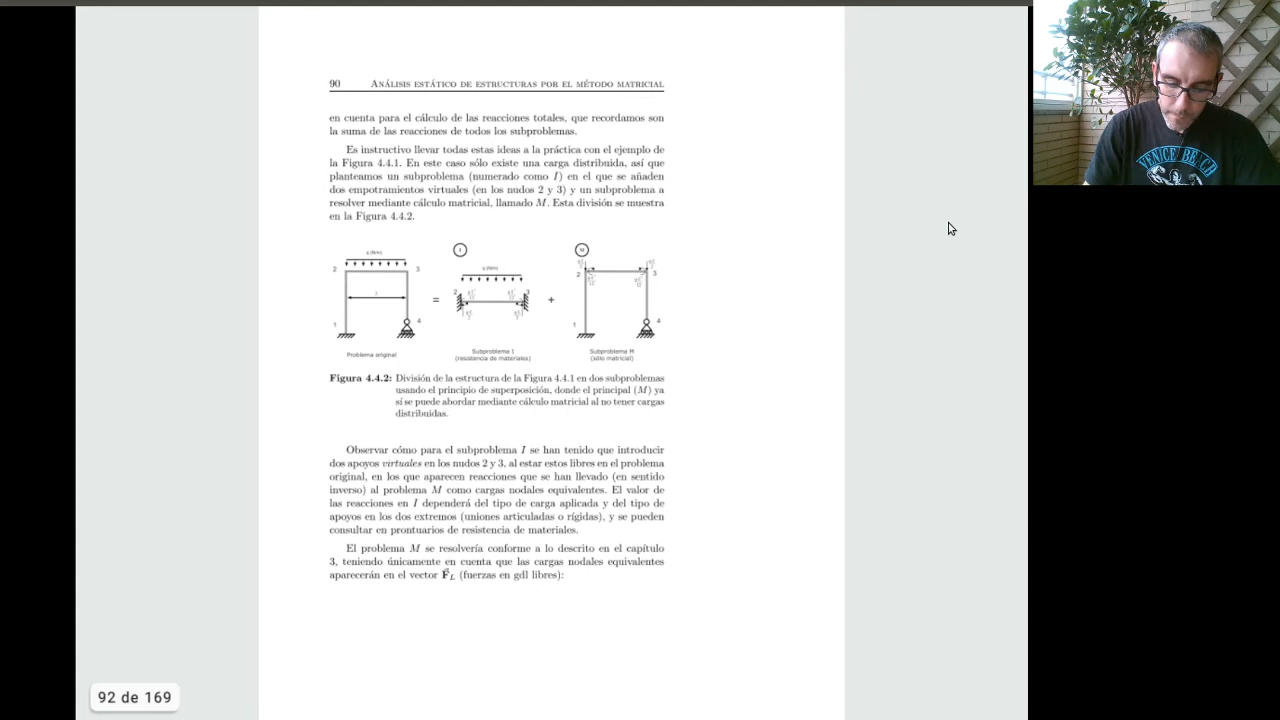 90 ANÁLISIS ESTÁTICO DE ESTRUCTURAS POR EL MÉTODO MATRICIAL
en cuenta para el cálculo de las reacciones totales, que recordamos son
la suma de las reacciones de todos los subproblemas.
Es instructivo llevar todas estas ideas a la práctica con el ejemplo de
la Figura 4.4.1. En este caso sólo existe una carga distribuida, así que
planteamos un subproblema (numerado como I) en el que se añaden
dos empotramientos virtuales (en los nudos 2 y 3) y un subproblema a
resolver mediante cálculo matricial, llamado M. Esta división se muestra
en la Figura 4.4.2.
2 3
1 4
Problema original
=
I
2 3
Subproblema I
(resistencia de materiales)
+
M
2 3
1 4
Subproblema M
(sólo matricial)
Figura 4.4.2: División de la estructura de la Figura 4.4.1 en dos subproblemas
usando el principio de superposición, donde el principal (M) ya
sí se puede abordar mediante cálculo matricial al no tener cargas
distribuidas.
Observar cómo para el subproblema I se han tenido que introducir
dos apoyos virtuales en los nudos 2 y 3, al estar estos libres en el problema
original, en los que aparecen reacciones que se han llevado (en sentido
inverso) al problema M como cargas nodales equivalentes. El valor de
las reacciones en I dependerá del tipo de carga aplicada y del tipo de
apoyos en los dos extremos (uniones articuladas o rígidas), y se pueden
consultar en prontuarios de resistencia de materiales.
El problema M se resolvería conforme a lo descrito en el capítulo
3, teniendo únicamente en cuenta que las cargas nodales equivalentes
aparecerán en el vector F⃗_L (fuerzas en gdl libres):
92 de 169
VENICE BEACH